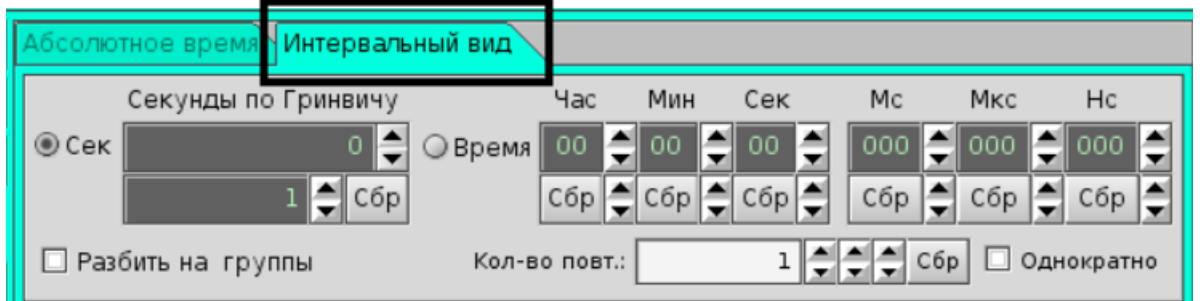 Абсолютное время Интервальный вид
Секунды по Гринвичу Час Мин Сек Мс Мкс Нс
Сек 0 Время 00 00 00 000 000 000
1 Сбр Сбр Сбр Сбр Сбр Сбр Сбр
Разбить на группы Кол-во повт.: 1 Сбр Однократно